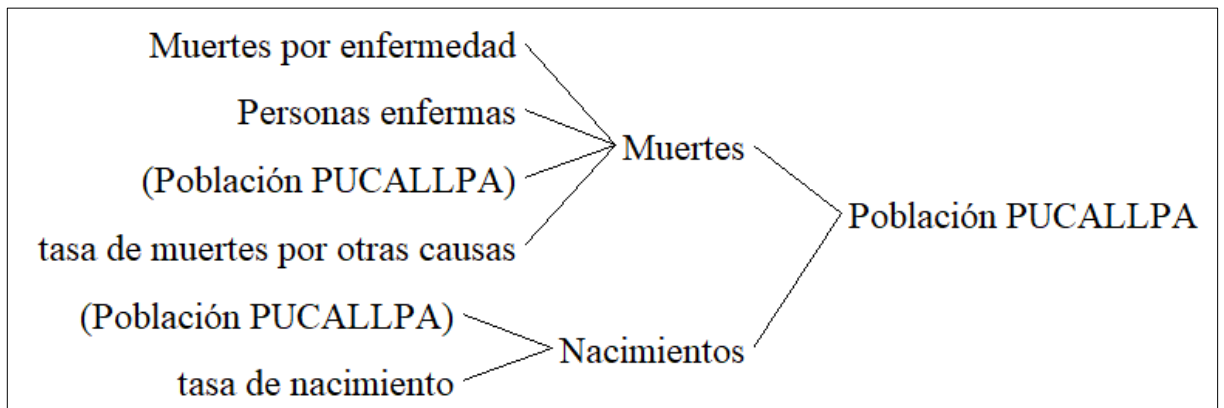 Muertes por enfermedad
Personas enfermas
(Población PUCALLPA)
tasa de muertes por otras causas
Muertes
(Población PUCALLPA)
tasa de nacimiento
Nacimientos
Población PUCALLPA